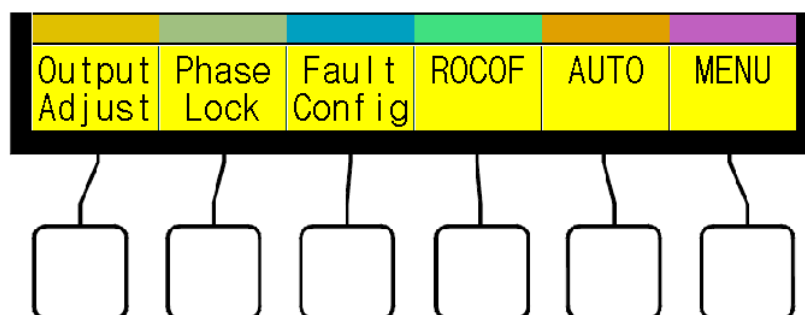 Output Adjust
Phase Lock
Fault Config
ROCOF
AUTO
MENU